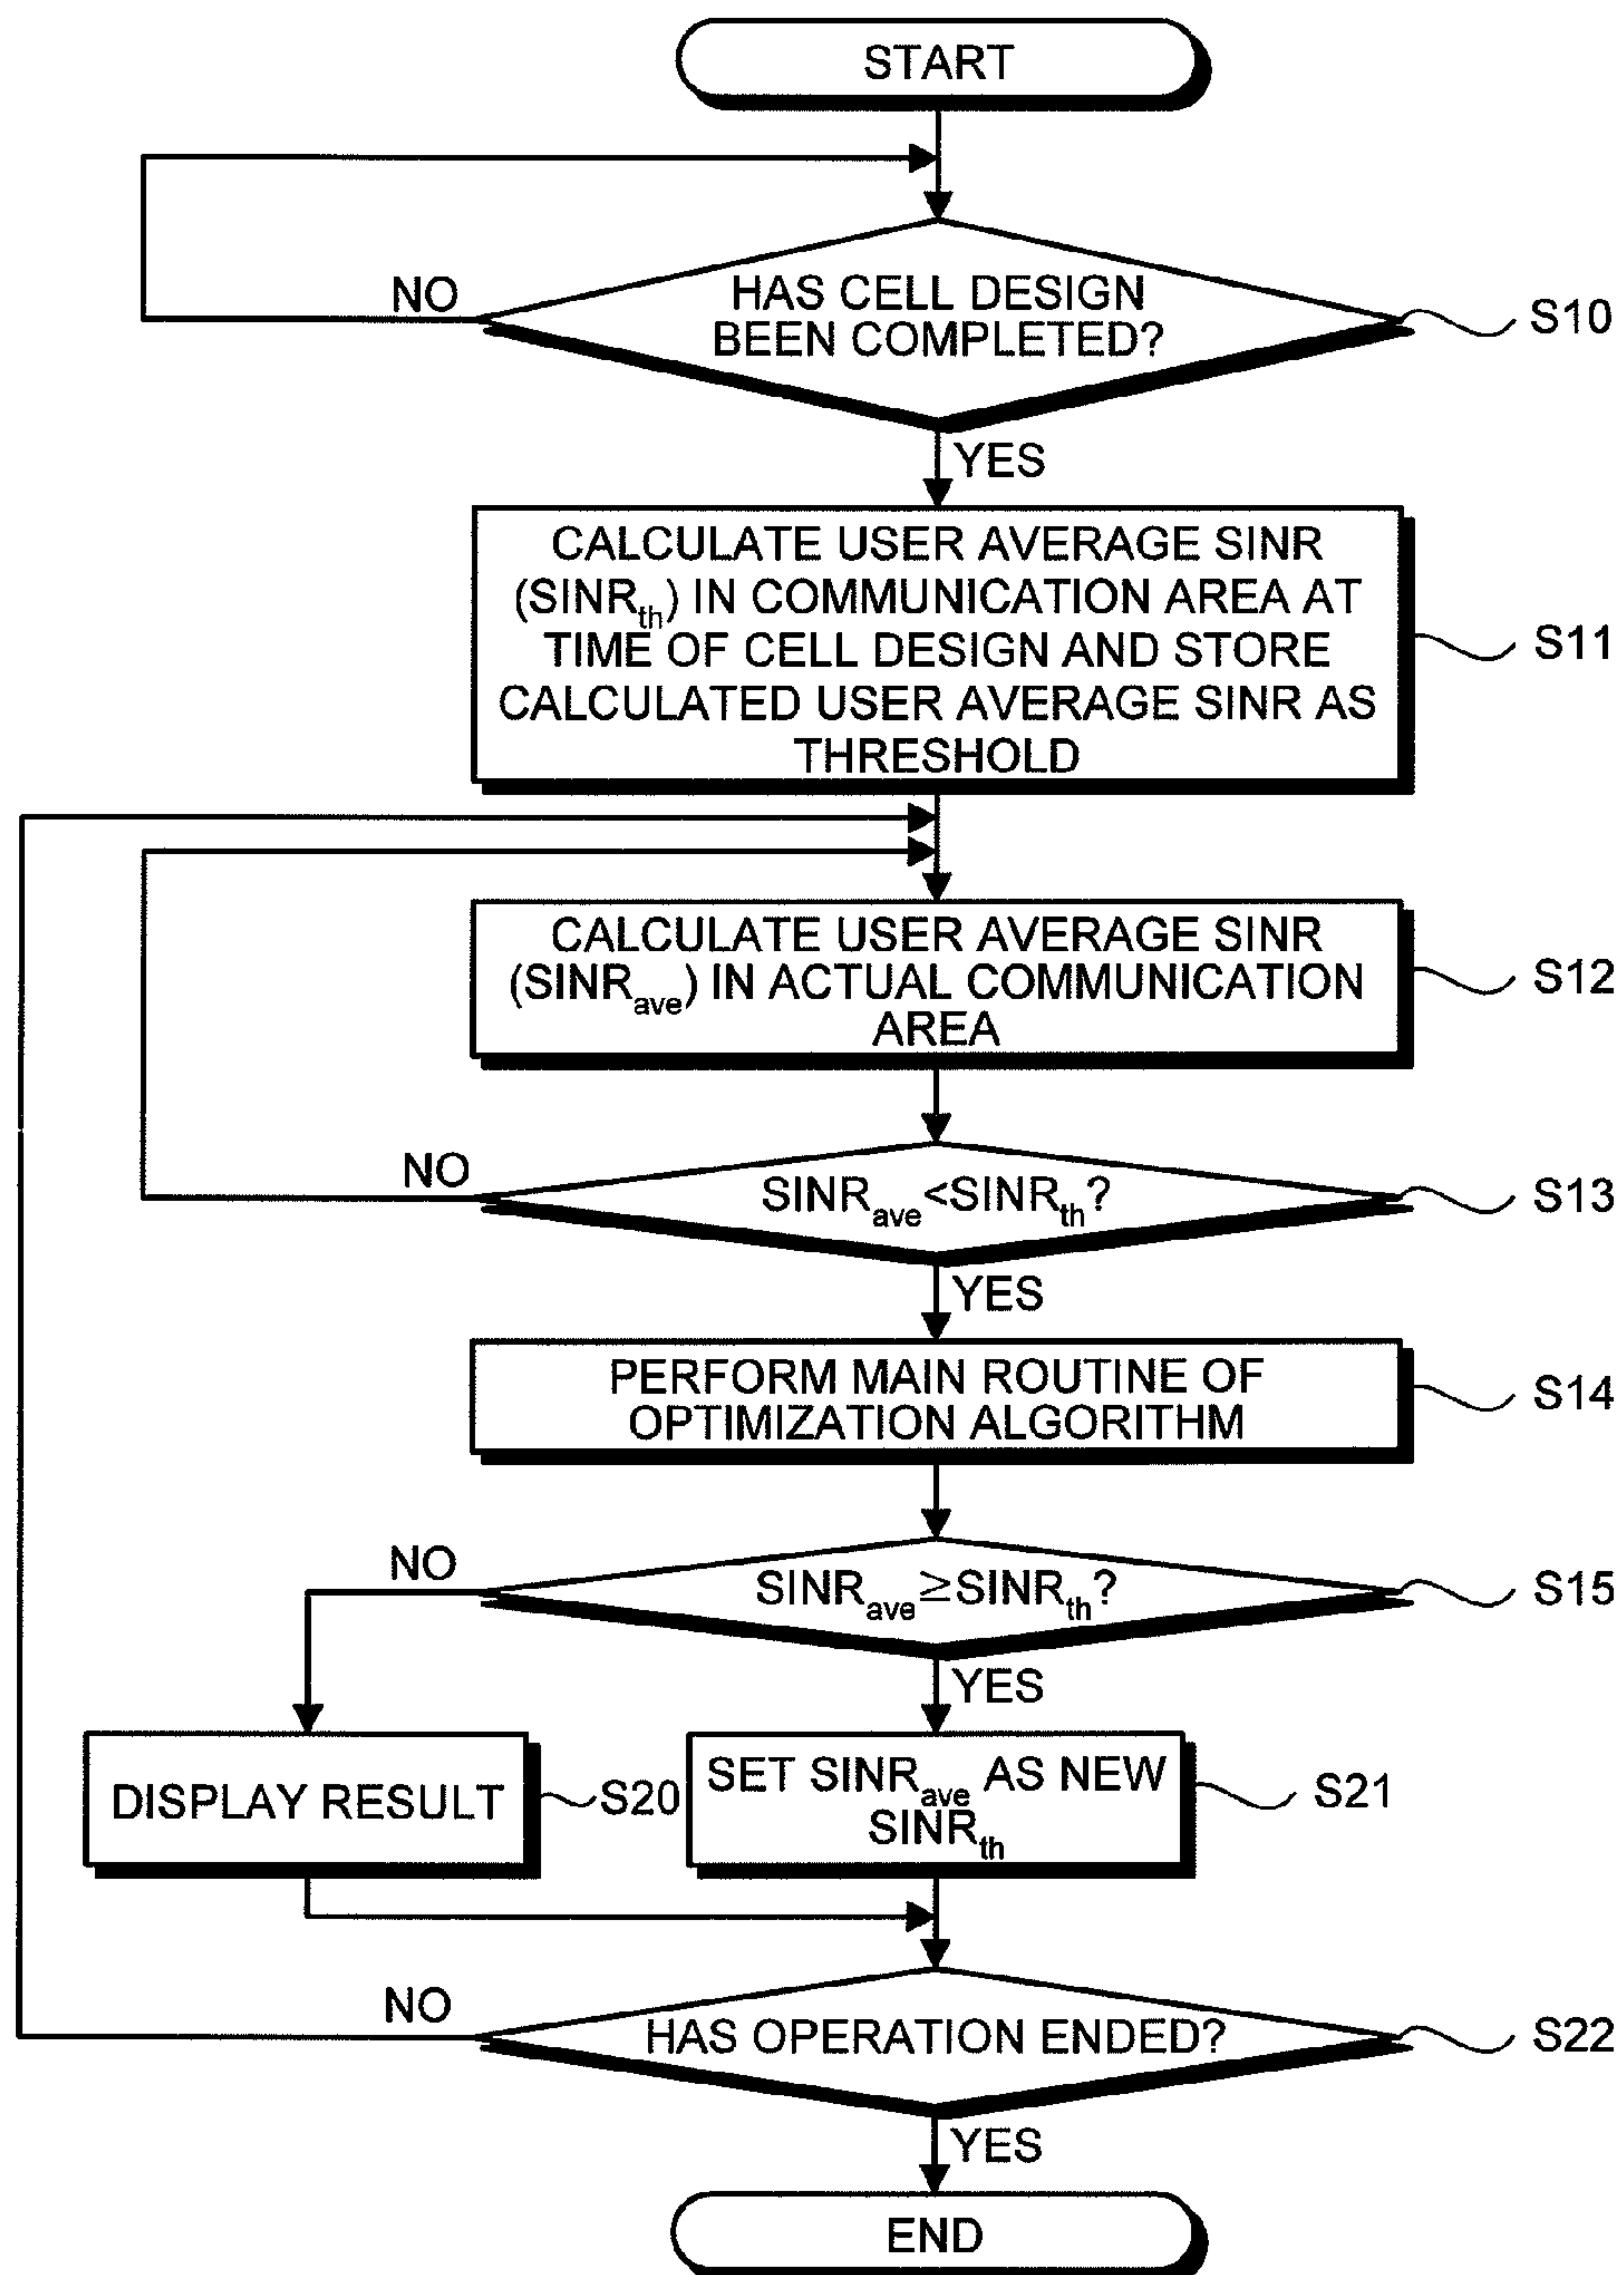 START
NO
HAS CELL DESIGN
BEEN COMPLETED?
S10
YES
CALCULATE USER AVERAGE SINR
(SINRth) IN COMMUNICATION AREA AT
TIME OF CELL DESIGN AND STORE
CALCULATED USER AVERAGE SINR AS
THRESHOLD
S11
CALCULATE USER AVERAGE SINR
(SINRave) IN ACTUAL COMMUNICATION
AREA
S12
NO
SINRave<SINRth?
S13
YES
PERFORM MAIN ROUTINE OF
OPTIMIZATION ALGORITHM
S14
NO
SINRave≥SINRth?
S15
YES
DISPLAY RESULT
S20
SET SINRave AS NEW
SINRth
S21
NO
HAS OPERATION ENDED?
S22
YES
END